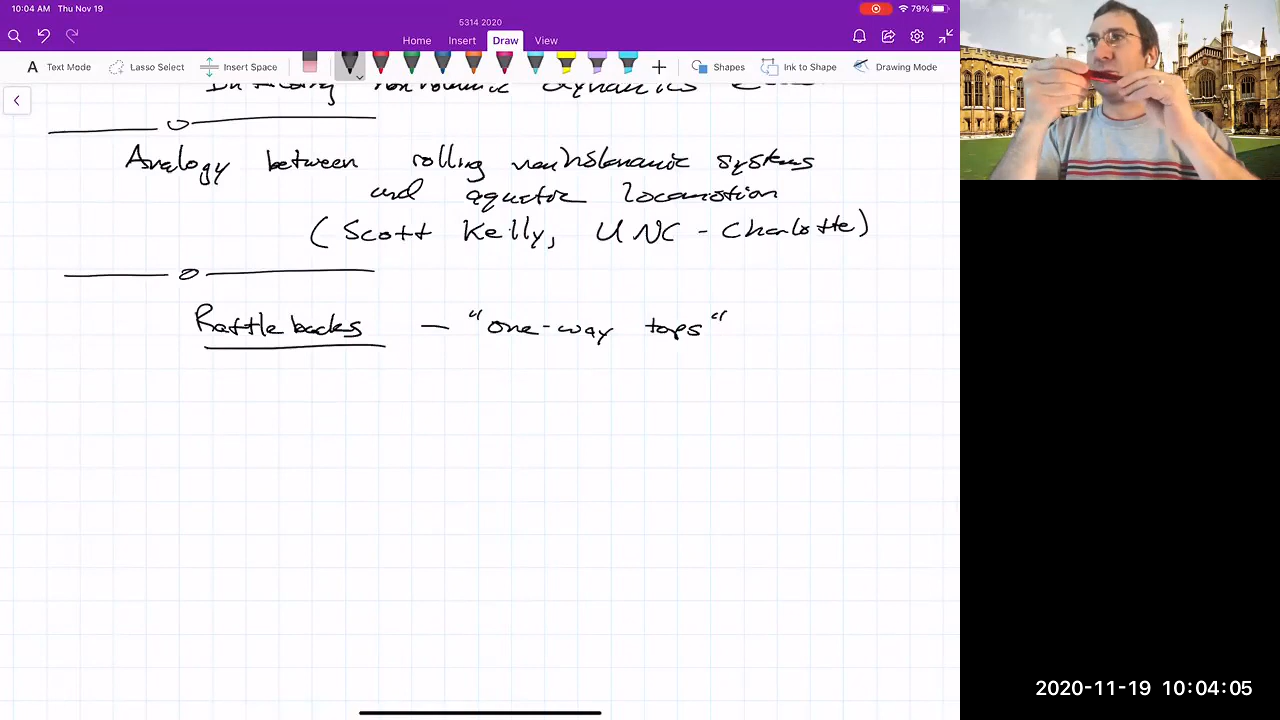 10:04 AM Thu Nov 19
79%
5314 2020
Home Insert Draw View
Text Mode Lasso Select Insert Space Shapes Ink to Shape Drawing Mode
nonholonomic dynamics
Analogy between rolling nonholonomic systems
and aquatic locomotion
(Scott Kelly, UNC - Charlotte)
Rattlebacks — "one-way tops"
2020-11-19 10:04:05